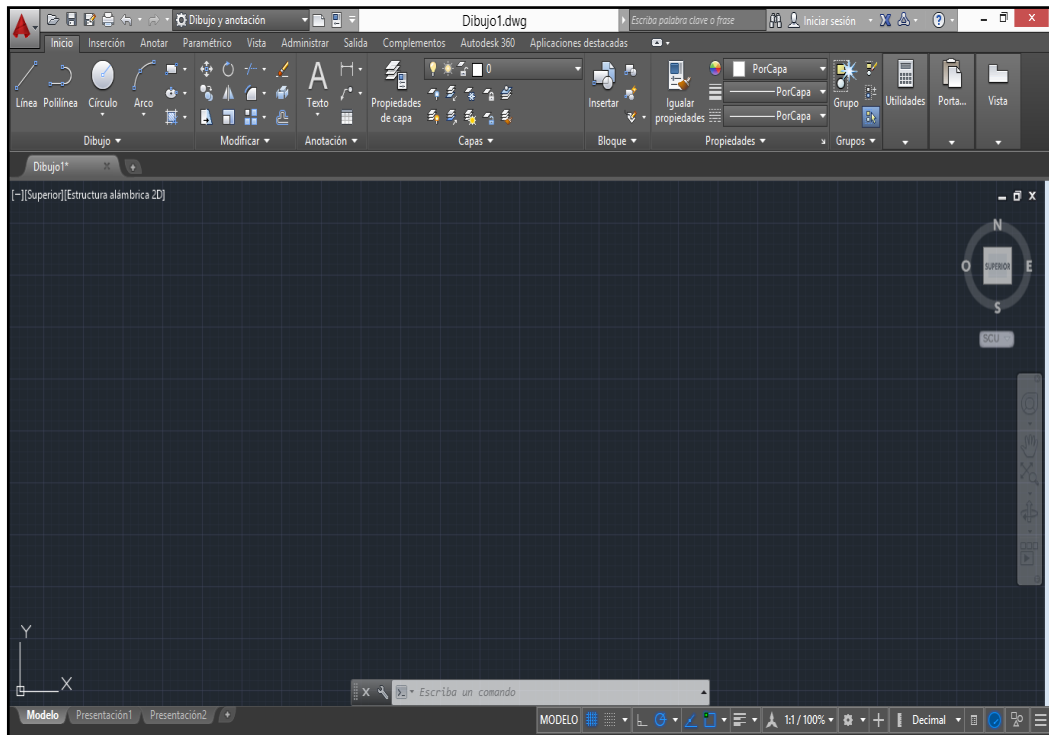 Dibujo y anotación Dibujo1.dwg Escriba palabra clave o frase Iniciar sesión
Inicio Inserción Anotar Paramétrico Vista Administrar Salida Complementos Autodesk 360 Aplicaciones destacadas
0 PorCapa
PorCapa
Línea Polilínea Círculo Arco Texto Propiedades de capa Insertar Igualar propiedades Grupo Utilidades Porta... Vista
PorCapa
Dibujo Modificar Anotación Capas Bloque Propiedades Grupos
Dibujo1*
[−][Superior][Estructura alámbrica 2D]
N
O SUPERIOR E
S
SCU
Y
X
Escriba un comando
Modelo Presentación1 Presentación2 MODELO 1:1 / 100% Decimal